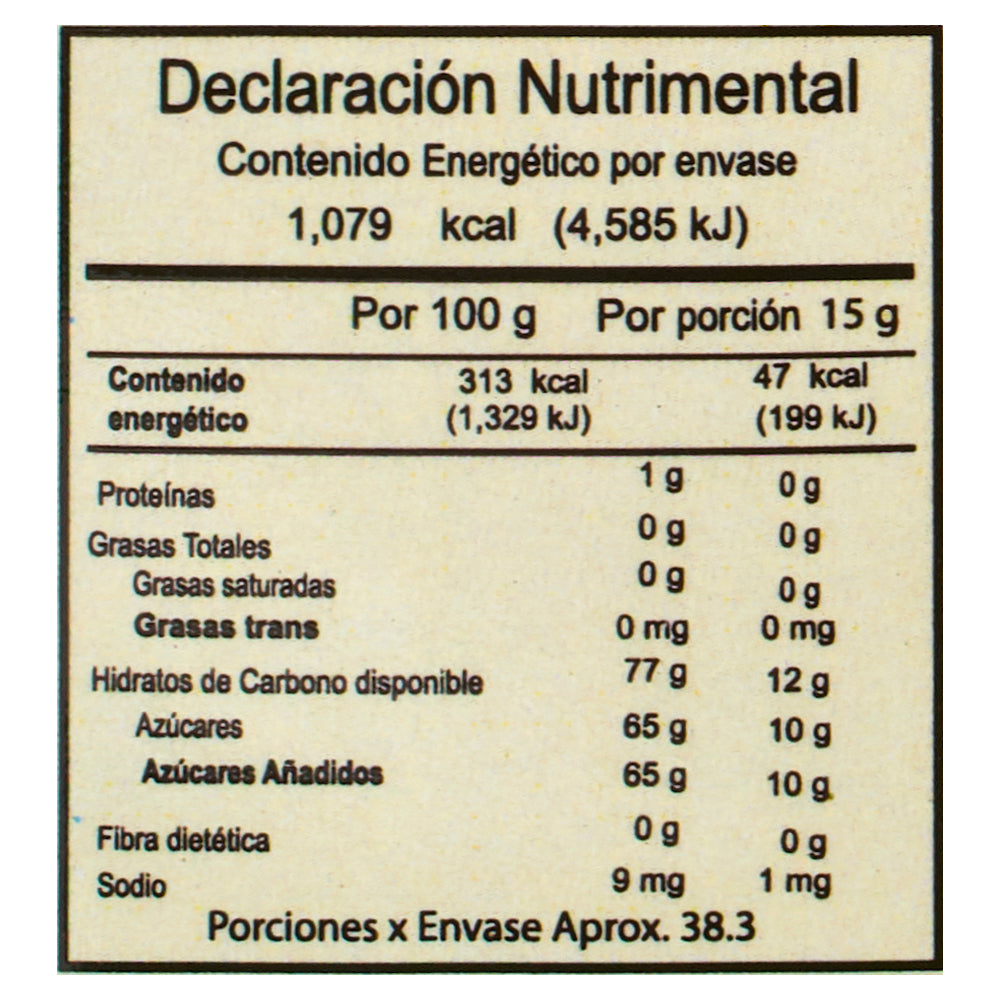 Declaración Nutrimental
Contenido Energético por envase
1,079 kcal (4,585 kJ)
Por 100 g Por porción 15 g
Contenido 313 kcal 47 kcal
energético (1,329 kJ) (199 kJ)
Proteínas 1 g 0 g
Grasas Totales 0 g 0 g
Grasas saturadas 0 g 0 g
Grasas trans 0 mg 0 mg
Hidratos de Carbono disponible 77 g 12 g
Azúcares 65 g 10 g
Azúcares Añadidos 65 g 10 g
Fibra dietética 0 g 0 g
Sodio 9 mg 1 mg
Porciones x Envase Aprox. 38.3